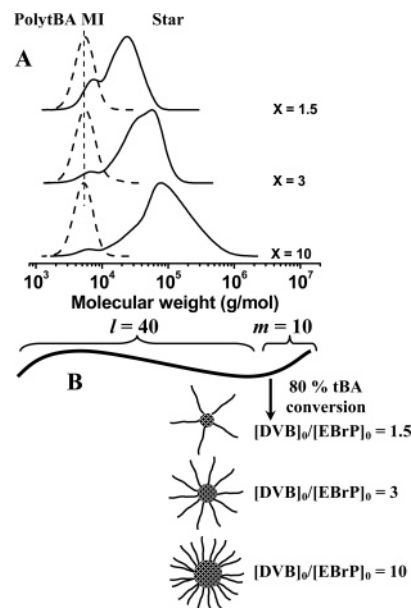 PolytBA MI Star
A
X = 1.5
X = 3
X = 10
10³ 10⁴ 10⁵ 10⁶ 10⁷
Molecular weight (g/mol)
l = 40 m = 10
B
80 % tBA
conversion
[DVB]₀/[EBrP]₀ = 1.5
[DVB]₀/[EBrP]₀ = 3
[DVB]₀/[EBrP]₀ = 10